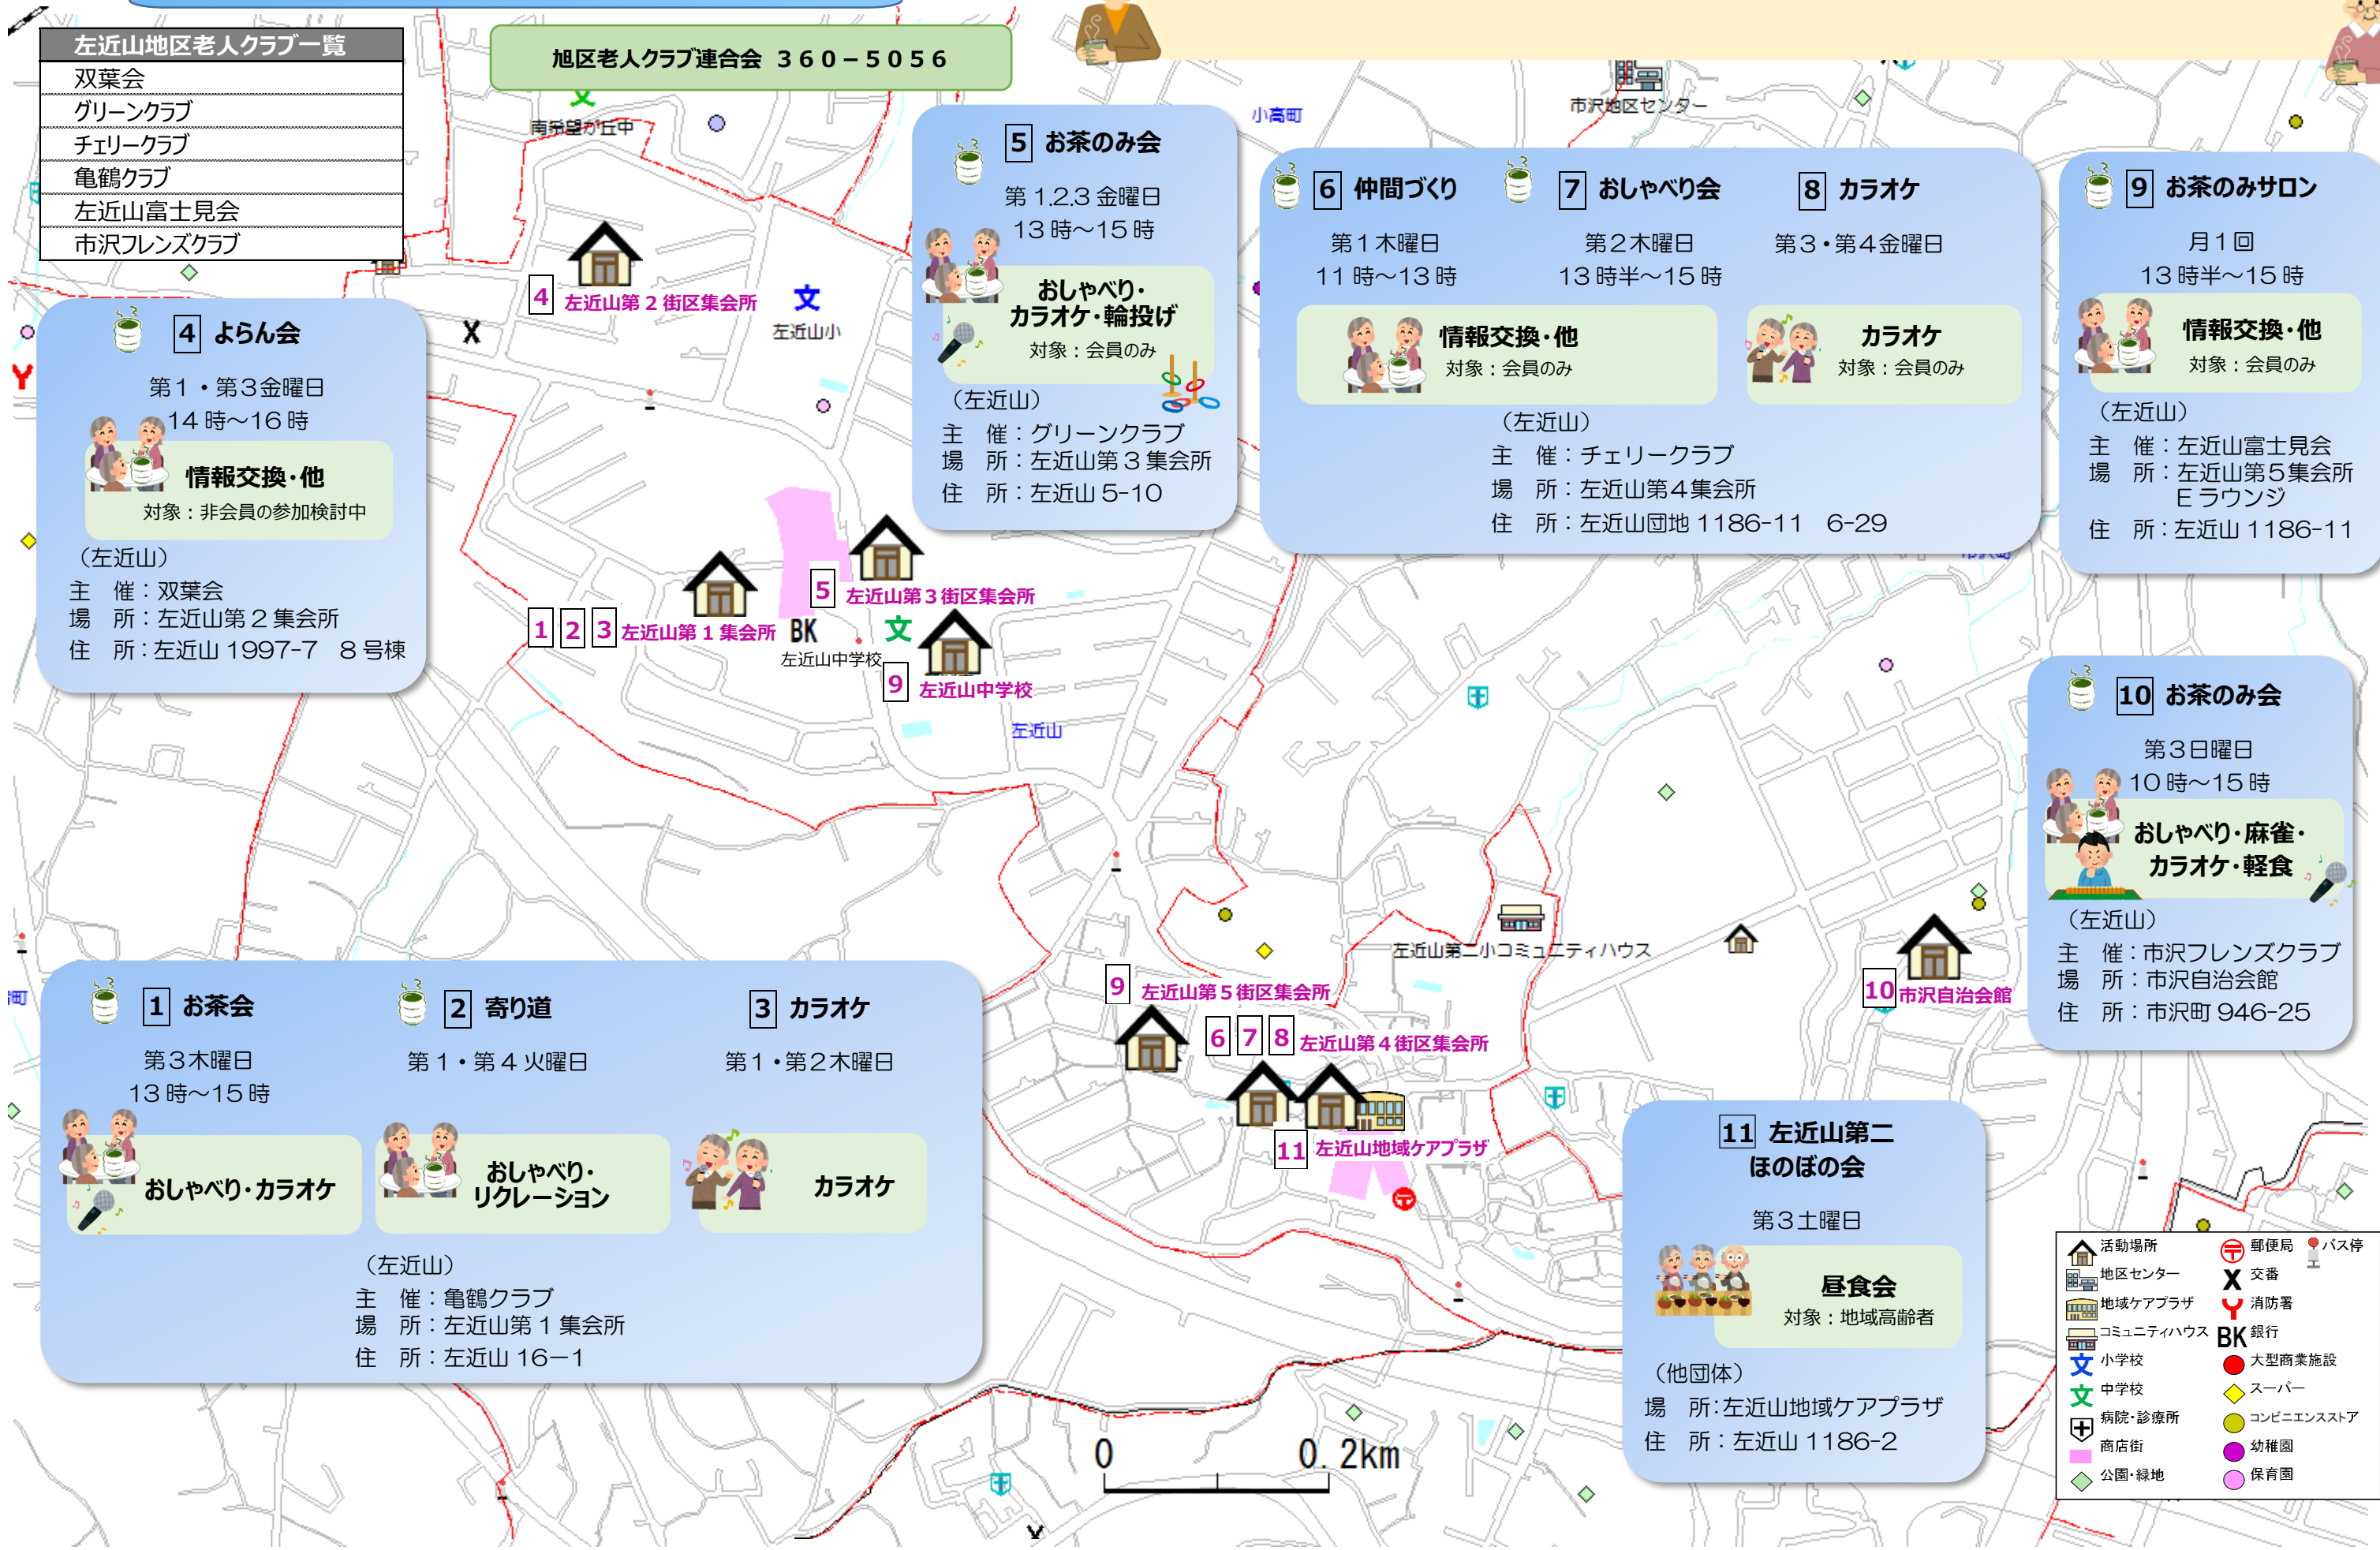 左近山地区老人クラブ一覧
双葉会
グリーンクラブ
チェリークラブ
亀鶴クラブ
左近山富士見会
市沢フレンズクラブ
旭区老人クラブ連合会 ３６０－５０５６
南希望が丘中
小高町
市沢地区センター
4 左近山第２街区集会所
左近山小
X
4 よらん会
第１・第３金曜日
14時～16時
情報交換・他
対象：非会員の参加検討中
（左近山）
主　催：双葉会
場　所：左近山第２集会所
住　所：左近山1997-7　８号棟
5 お茶のみ会
第1.2.3金曜日
13時～15時
おしゃべり・
カラオケ・輪投げ
対象：会員のみ
（左近山）
主　催：グリーンクラブ
場　所：左近山第３集会所
住　所：左近山5-10
6 仲間づくり
第１木曜日
11時～13時
7 おしゃべり会
第２木曜日
13時半～15時
情報交換・他
対象：会員のみ
8 カラオケ
第３・第４金曜日
カラオケ
対象：会員のみ
（左近山）
主　催：チェリークラブ
場　所：左近山第４集会所
住　所：左近山団地1186-11　6-29
9 お茶のみサロン
月１回
13時半～15時
情報交換・他
対象：会員のみ
（左近山）
主　催：左近山富士見会
場　所：左近山第５集会所
Ｅラウンジ
住　所：左近山1186-11
5 左近山第３街区集会所
1 2 3 左近山第１集会所 BK
文
左近山中学校
9 左近山中学校
左近山
10 お茶のみ会
第３日曜日
10時～15時
おしゃべり・麻雀・
カラオケ・軽食
（左近山）
主　催：市沢フレンズクラブ
場　所：市沢自治会館
住　所：市沢町946-25
左近山第二小コミュニティハウス
9 左近山第５街区集会所
6 7 8 左近山第４街区集会所
10 市沢自治会館
11 左近山地域ケアプラザ
1 お茶会
第３木曜日
13時～15時
おしゃべり・カラオケ
2 寄り道
第１・第４火曜日
おしゃべり・
リクレーション
3 カラオケ
第１・第２木曜日
カラオケ
（左近山）
主　催：亀鶴クラブ
場　所：左近山第１集会所
住　所：左近山16－1
11 左近山第二
ほのぼの会
第３土曜日
昼食会
対象：地域高齢者
（他団体）
場　所：左近山地域ケアプラザ
住　所：左近山1186-2
0 0.2km
活動場所
地区センター
地域ケアプラザ
コミュニティハウス
文 小学校
文 中学校
病院・診療所
商店街
公園・緑地
郵便局 バス停
X 交番
消防署
BK 銀行
大型商業施設
スーパー
コンビニエンスストア
幼稚園
保育園